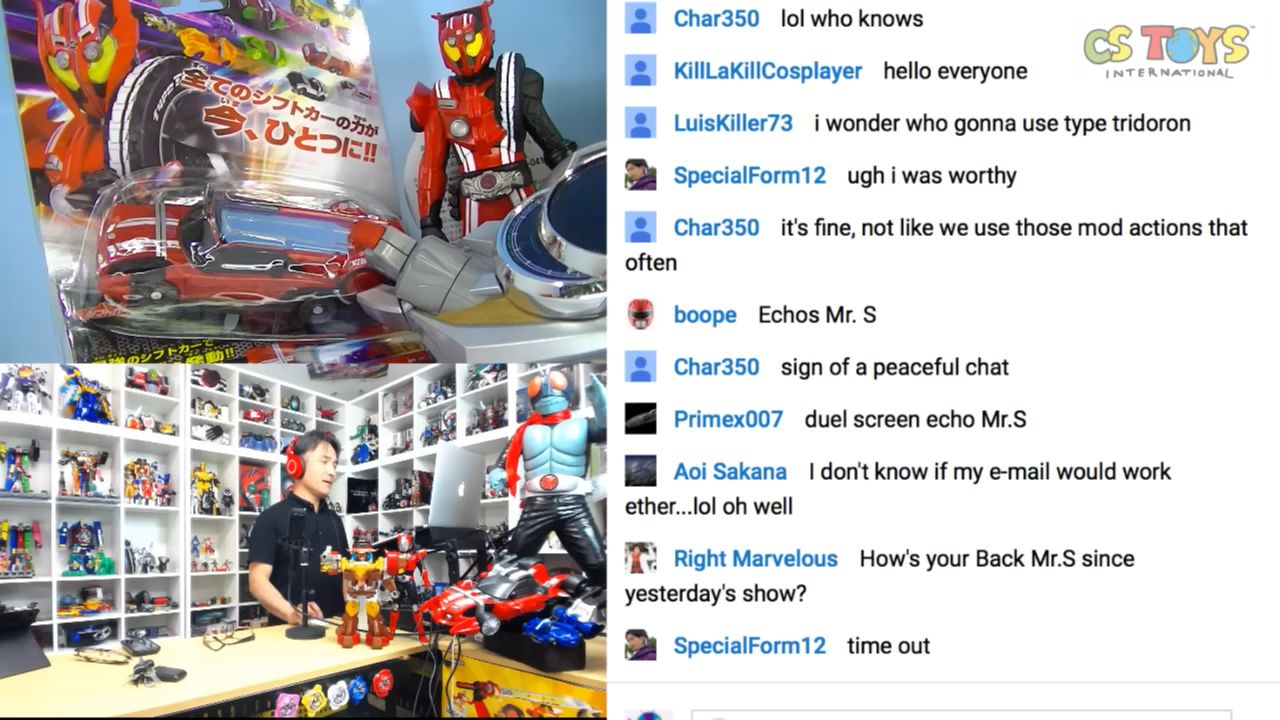 全てのシフトカーの力が
いま
今、ひとつに!!
Char350 lol who knows
CS TOYS
INTERNATIONAL
KillLaKillCosplayer hello everyone
LuisKiller73 i wonder who gonna use type tridoron
SpecialForm12 ugh i was worthy
Char350 it's fine, not like we use those mod actions that
often
boope Echos Mr. S
Char350 sign of a peaceful chat
Primex007 duel screen echo Mr.S
Aoi Sakana I don't know if my e-mail would work
ether...lol oh well
Right Marvelous How's your Back Mr.S since
yesterday's show?
SpecialForm12 time out